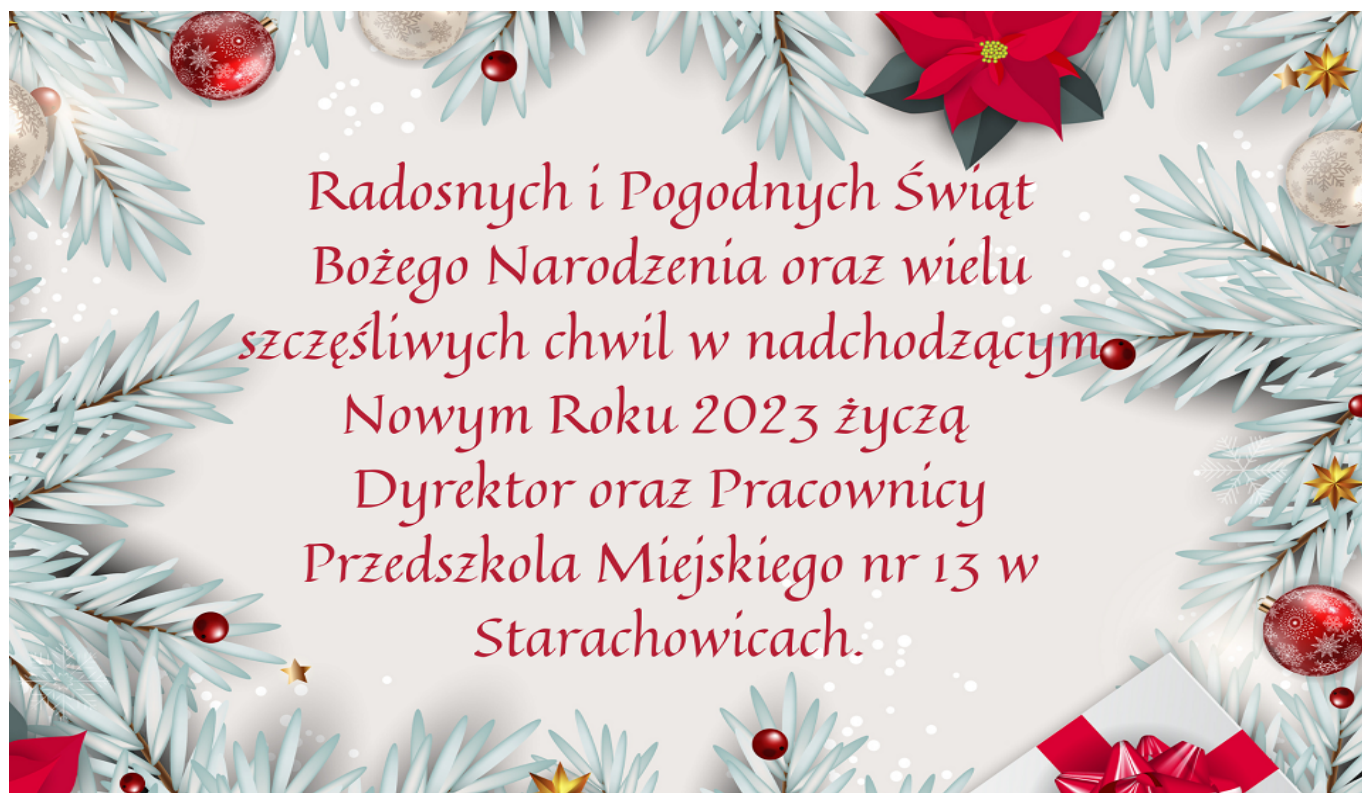 Radosnych i Pogodnych Świąt
Bożego Narodzenia oraz wielu
szczęśliwych chwil w nadchodzącym
Nowym Roku 2023 życzą
Dyrektor oraz Pracownicy
Przedszkola Miejskiego nr 13 w
Starachowicach.